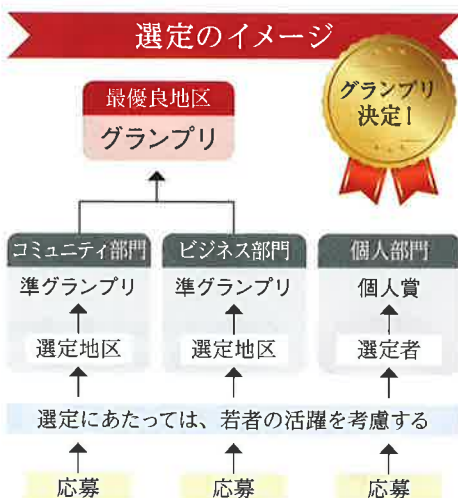 選定のイメージ
グランプリ
決定!
最優良地区
グランプリ
コミュニティ部門
ビジネス部門
個人部門
準グランプリ
準グランプリ
個人賞
選定地区
選定地区
選定者
選定にあたっては、若者の活躍を考慮する
応募
応募
応募